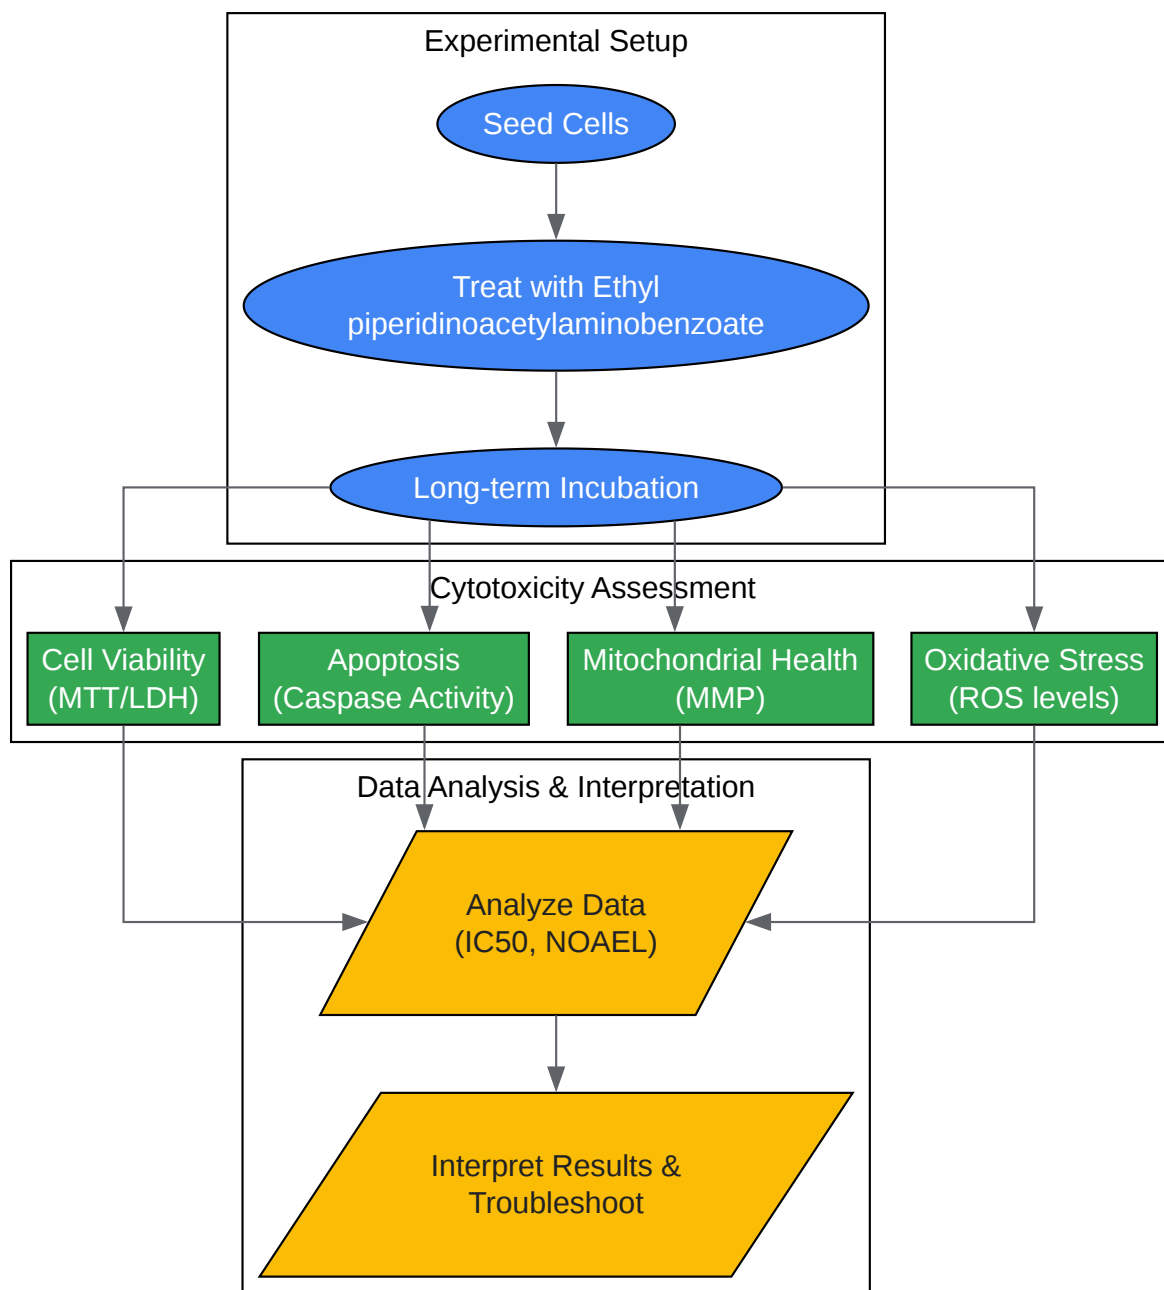 Experimental Setup
Seed Cells
Treat with Ethyl
piperidinoacetylaminobenzoate
Long-term Incubation
Cytotoxicity Assessment
Cell Viability
(MTT/LDH)
Apoptosis
(Caspase Activity)
Mitochondrial Health
(MMP)
Oxidative Stress
(ROS levels)
Data Analysis & Interpretation
Analyze Data
(IC50, NOAEL)
Interpret Results &
Troubleshoot